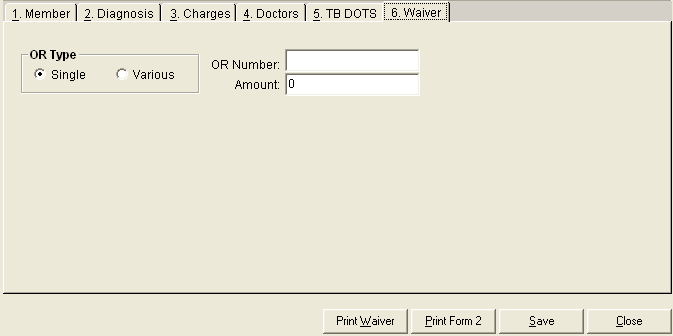 1. Member 2. Diagnosis 3. Charges 4. Doctors 5. TB DOTS 6. Waiver
OR Type
Single Various
OR Number:
Amount: 0
Print Waiver Print Form 2 Save Close